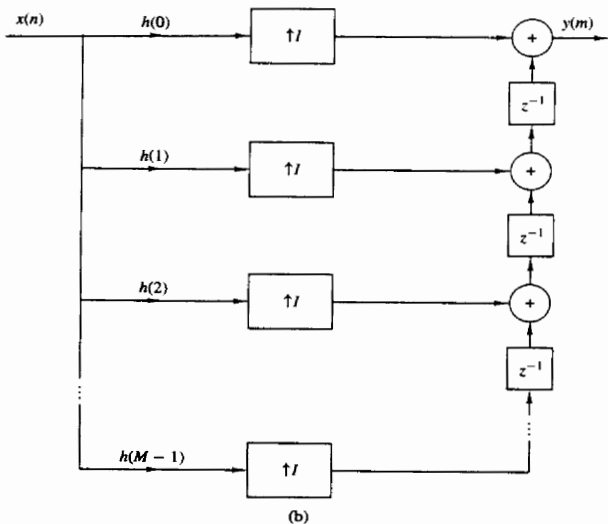 x(n) h(0) ↑I + y(m)
z⁻¹
h(1) ↑I +
z⁻¹
h(2) ↑I +
z⁻¹
h(M − 1) ↑I
(b)